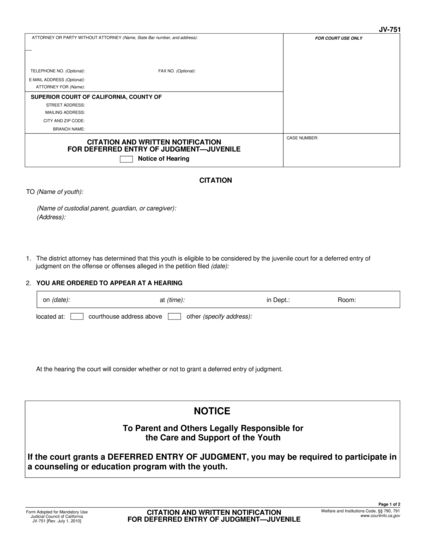 JV-751
ATTORNEY OR PARTY WITHOUT ATTORNEY (Name, State Bar number, and address):
FOR COURT USE ONLY
TELEPHONE NO. (Optional):
FAX NO. (Optional):
E-MAIL ADDRESS (Optional):
ATTORNEY FOR (Name):
SUPERIOR COURT OF CALIFORNIA, COUNTY OF
STREET ADDRESS:
MAILING ADDRESS:
CITY AND ZIP CODE:
BRANCH NAME:
CITATION AND WRITTEN NOTIFICATION
FOR DEFERRED ENTRY OF JUDGMENT—JUVENILE
Notice of Hearing
CASE NUMBER:
CITATION
TO (Name of youth):
(Name of custodial parent, guardian, or caregiver):
(Address):
1. The district attorney has determined that this youth is eligible to be considered by the juvenile court for a deferred entry of
judgment on the offense or offenses alleged in the petition filed (date):
2. YOU ARE ORDERED TO APPEAR AT A HEARING
on (date): at (time): in Dept.: Room:
located at: courthouse address above other (specify address):
At the hearing the court will consider whether or not to grant a deferred entry of judgment.
NOTICE
To Parent and Others Legally Responsible for
the Care and Support of the Youth
If the court grants a DEFERRED ENTRY OF JUDGMENT, you may be required to participate in
a counseling or education program with the youth.
Page 1 of 2
Form Adopted for Mandatory Use
Judicial Council of California
JV-751 [Rev. July 1, 2010]
CITATION AND WRITTEN NOTIFICATION
FOR DEFERRED ENTRY OF JUDGMENT—JUVENILE
Welfare and Institutions Code, §§ 790, 791
www.courtinfo.ca.gov